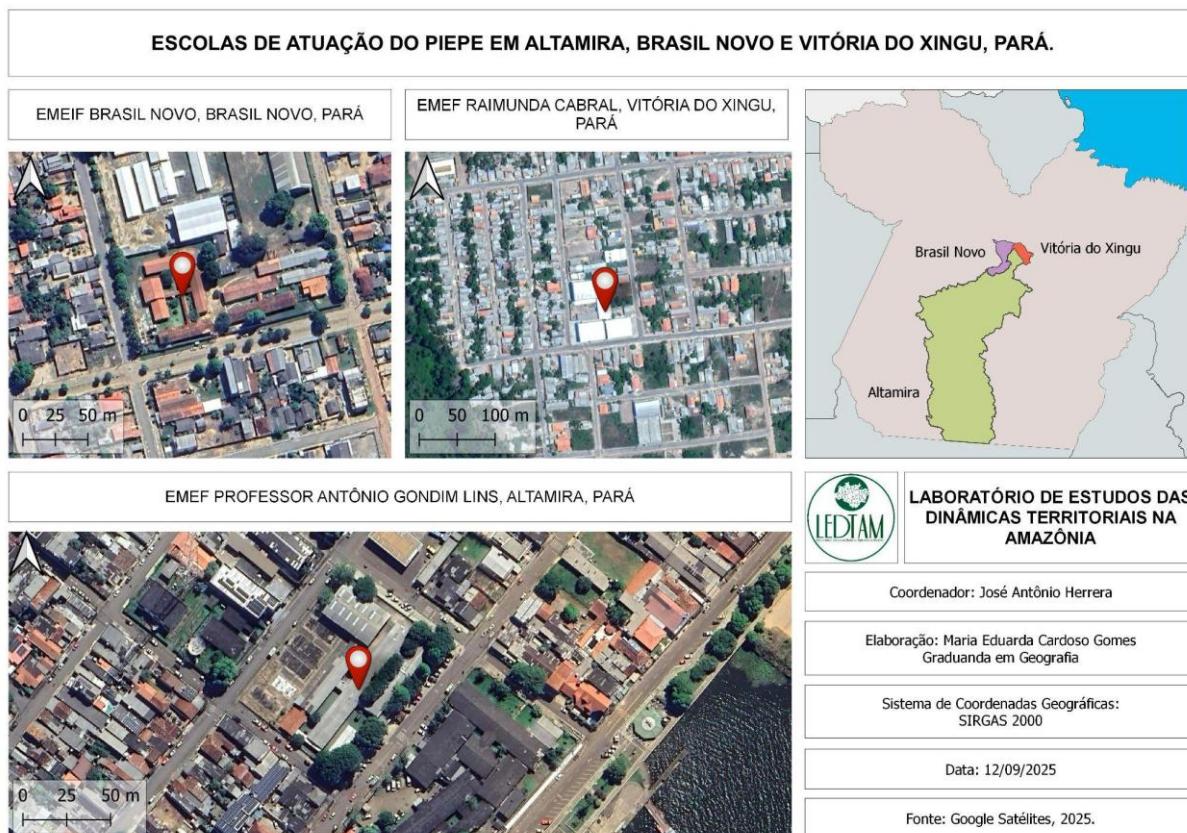 ESCOLAS DE ATUAÇÃO DO PIEPE EM ALTAMIRA, BRASIL NOVO E VITÓRIA DO XINGU, PARÁ.
EMEIF BRASIL NOVO, BRASIL NOVO, PARÁ
EMEF RAIMUNDA CABRAL, VITÓRIA DO XINGU,
PARÁ
0 25 50 m
0 50 100 m
Brasil Novo
Vitória do Xingu
Altamira
EMEF PROFESSOR ANTÔNIO GONDIM LINS, ALTAMIRA, PARÁ
0 25 50 m
LEDTAM
LABORATÓRIO DE ESTUDOS DAS
DINÂMICAS TERRITORIAIS NA
AMAZÔNIA
Coordenador: José Antônio Herrera
Elaboração: Maria Eduarda Cardoso Gomes
Graduanda em Geografia
Sistema de Coordenadas Geográficas:
SIRGAS 2000
Data: 12/09/2025
Fonte: Google Satélites, 2025.